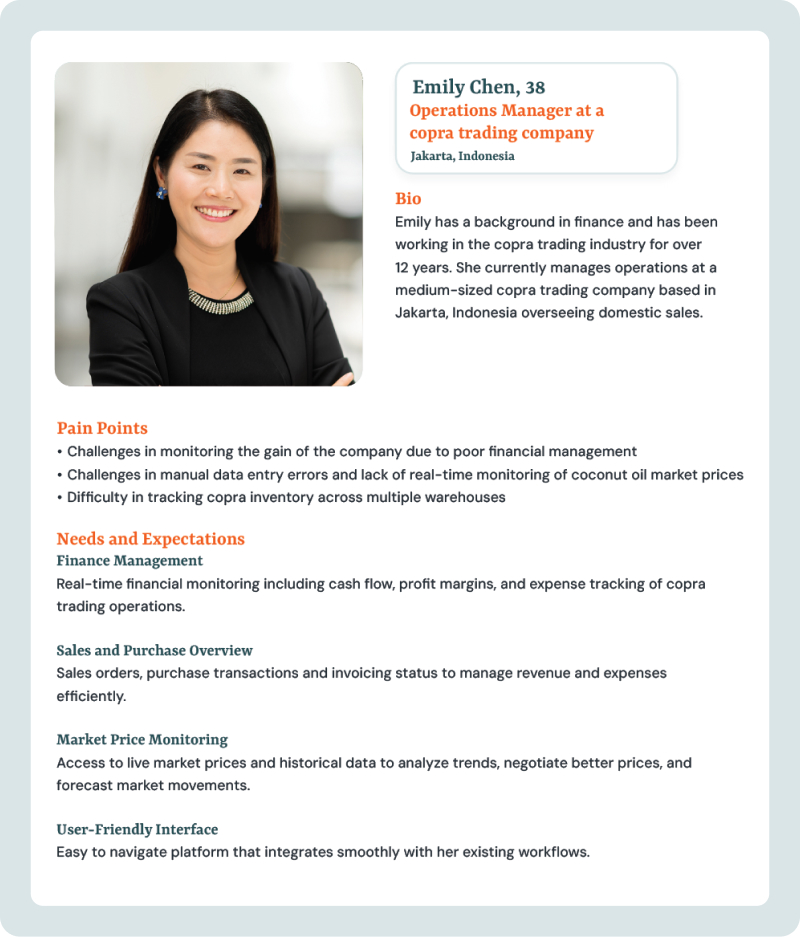 Emily Chen, 38
Operations Manager at a
copra trading company
Jakarta, Indonesia
Bio
Emily has a background in finance and has been
working in the copra trading industry for over
12 years. She currently manages operations at a
medium-sized copra trading company based in
Jakarta, Indonesia overseeing domestic sales.
Pain Points
• Challenges in monitoring the gain of the company due to poor financial management
• Challenges in manual data entry errors and lack of real-time monitoring of coconut oil market prices
• Difficulty in tracking copra inventory across multiple warehouses
Needs and Expectations
Finance Management
Real-time financial monitoring including cash flow, profit margins, and expense tracking of copra
trading operations.
Sales and Purchase Overview
Sales orders, purchase transactions and invoicing status to manage revenue and expenses
efficiently.
Market Price Monitoring
Access to live market prices and historical data to analyze trends, negotiate better prices, and
forecast market movements.
User-Friendly Interface
Easy to navigate platform that integrates smoothly with her existing workflows.